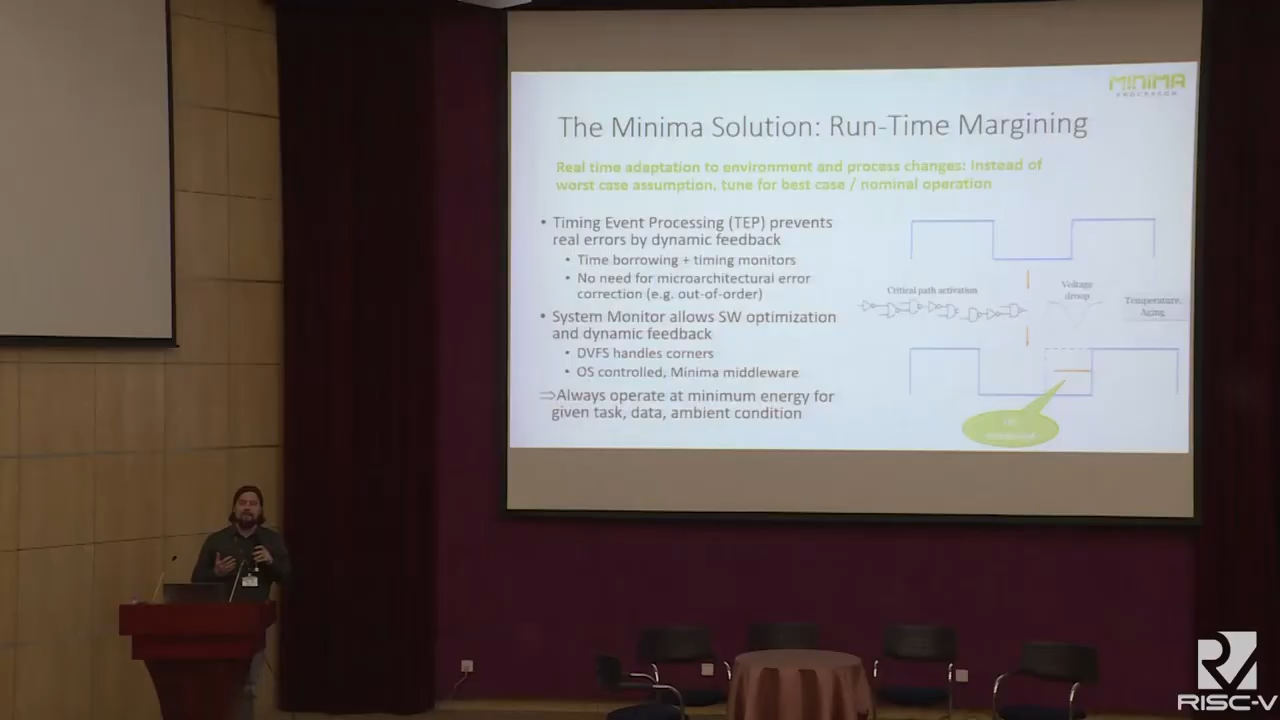 MINIMA
PROCESSOR
The Minima Solution: Run-Time Margining
Real time adaptation to environment and process changes: Instead of
worst case assumption, tune for best case / nominal operation
• Timing Event Processing (TEP) prevents
real errors by dynamic feedback
• Time borrowing + timing monitors
• No need for microarchitectural error
correction (e.g. out-of-order)
• System Monitor allows SW optimization
and dynamic feedback
• DVFS handles corners
• OS controlled, Minima middleware
⇒Always operate at minimum energy for
given task, data, ambient condition
Critical path activation
Voltage
droop
Temperature,
Aging
RISC-V